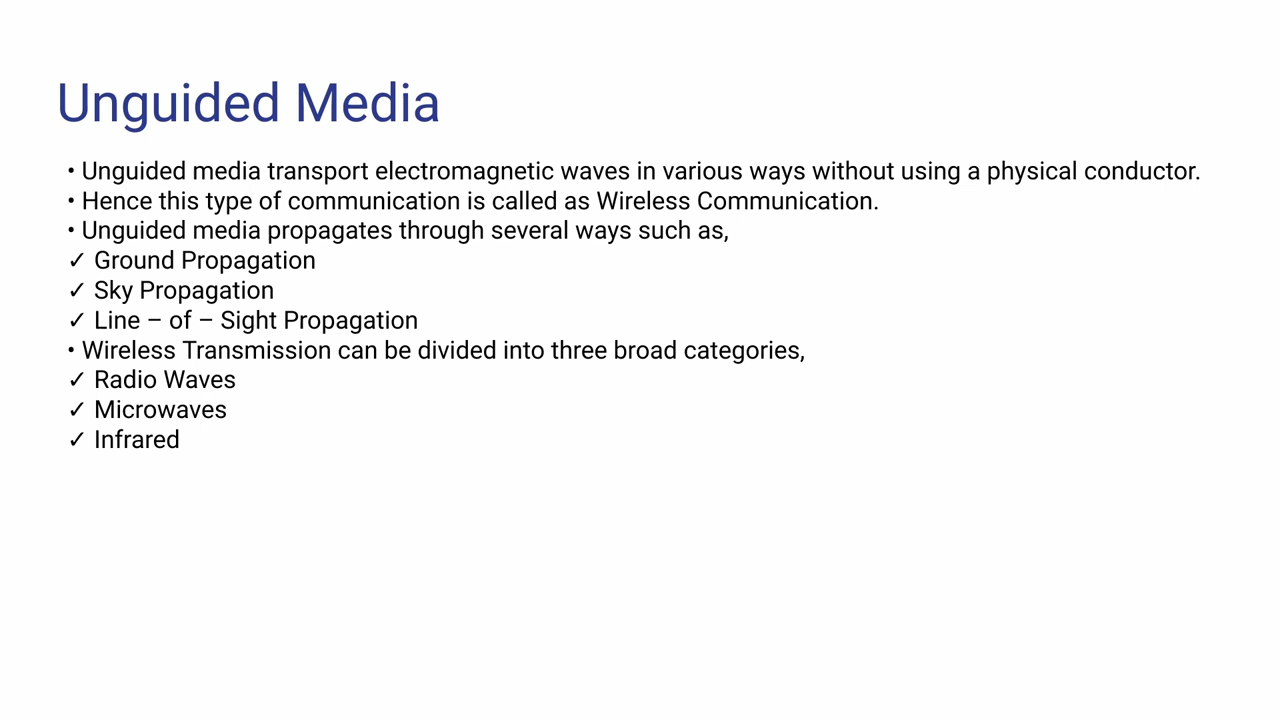 Unguided Media
• Unguided media transport electromagnetic waves in various ways without using a physical conductor.
• Hence this type of communication is called as Wireless Communication.
• Unguided media propagates through several ways such as,
✓ Ground Propagation
✓ Sky Propagation
✓ Line – of – Sight Propagation
• Wireless Transmission can be divided into three broad categories,
✓ Radio Waves
✓ Microwaves
✓ Infrared